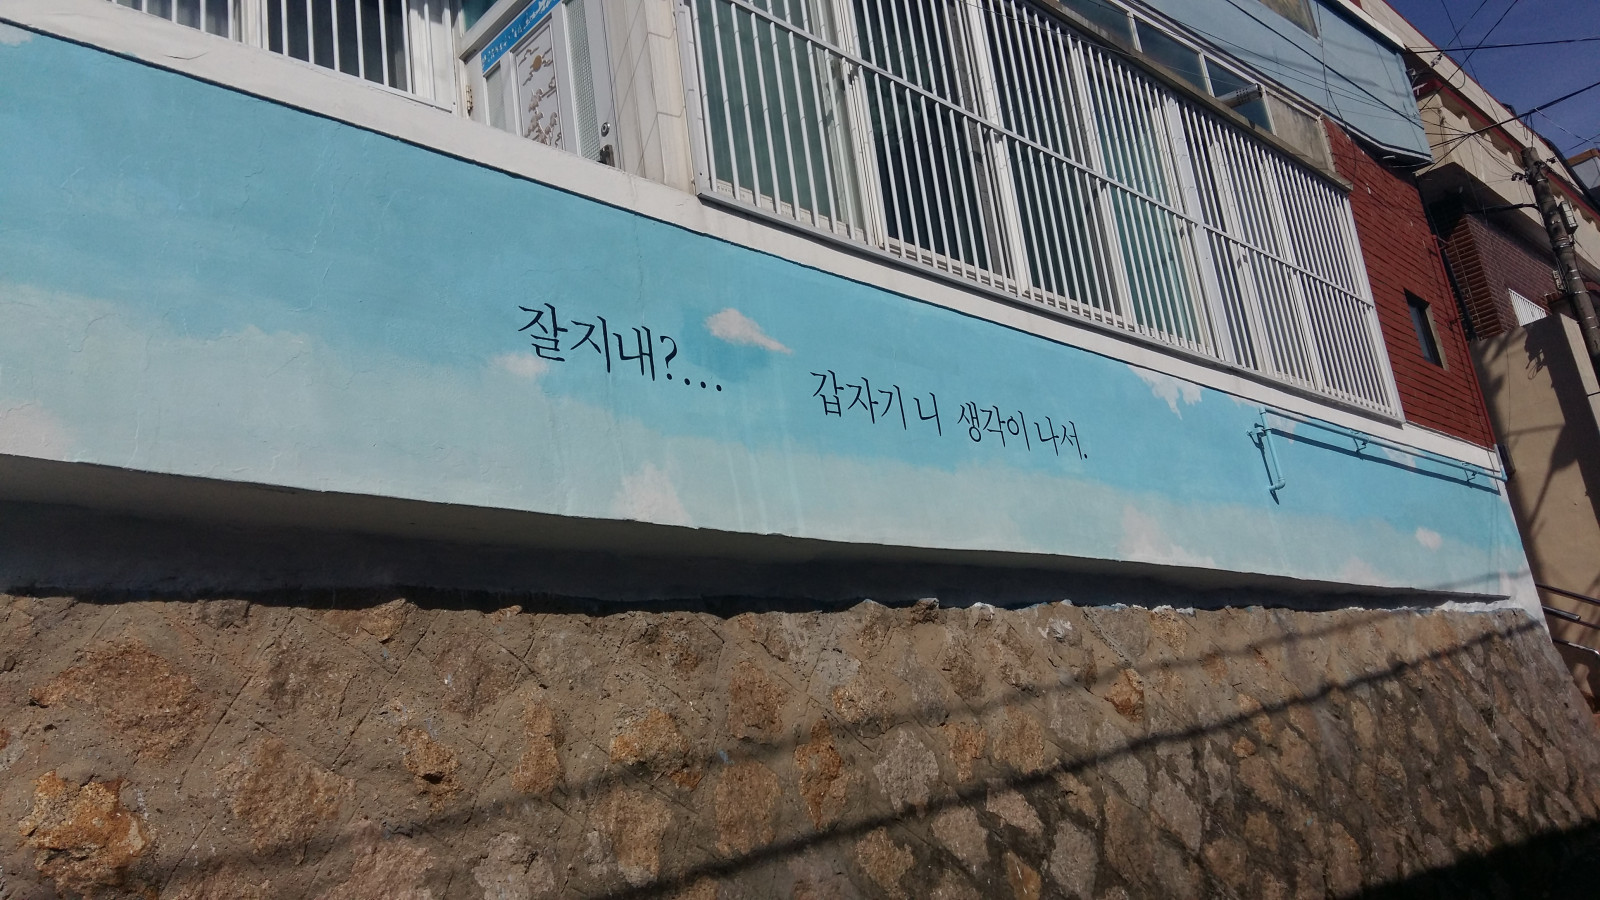 잘지내?....
갑자기 니 생각이 나서.